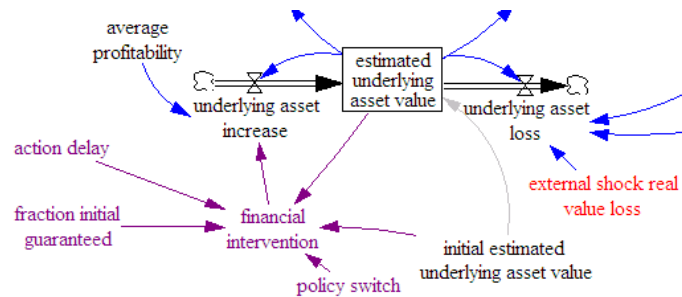 average
profitability
estimated
underlying
asset value
underlying asset
increase
underlying asset
loss
action delay
external shock real
value loss
fraction initial
guaranteed
financial
intervention
initial estimated
underlying asset value
policy switch